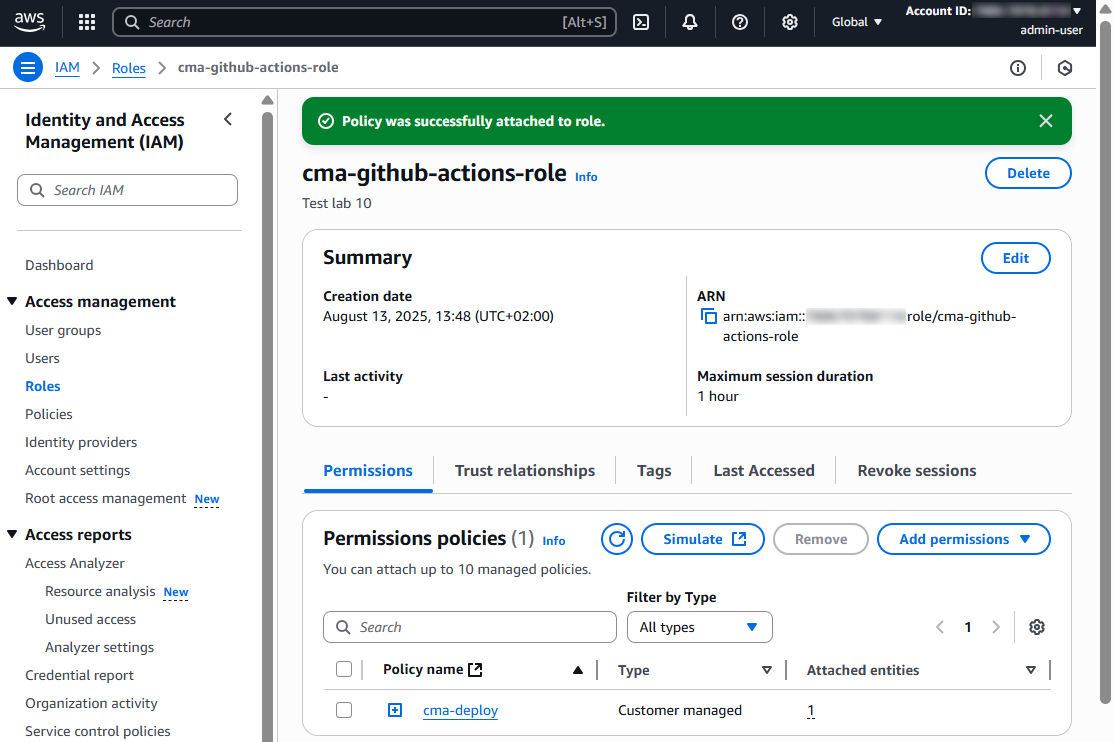 aws
Search [Alt+S]
Global
Account ID:
admin-user
IAM
Roles
cma-github-actions-role
Identity and Access
Management (IAM)
Search IAM
Dashboard
Access management
User groups
Users
Roles
Policies
Identity providers
Account settings
Root access management New
Access reports
Access Analyzer
Resource analysis New
Unused access
Analyzer settings
Credential report
Organization activity
Service control policies
Policy was successfully attached to role.
cma-github-actions-role Info
Delete
Test lab 10
Summary
Edit
Creation date
August 13, 2025, 13:48 (UTC+02:00)
ARN
arn:aws:iam:: role/cma-github-
actions-role
Last activity
-
Maximum session duration
1 hour
Permissions
Trust relationships
Tags
Last Accessed
Revoke sessions
Permissions policies (1) Info
Simulate
Remove
Add permissions
You can attach up to 10 managed policies.
Filter by Type
Search
All types
1
Policy name
Type
Attached entities
cma-deploy
Customer managed
1